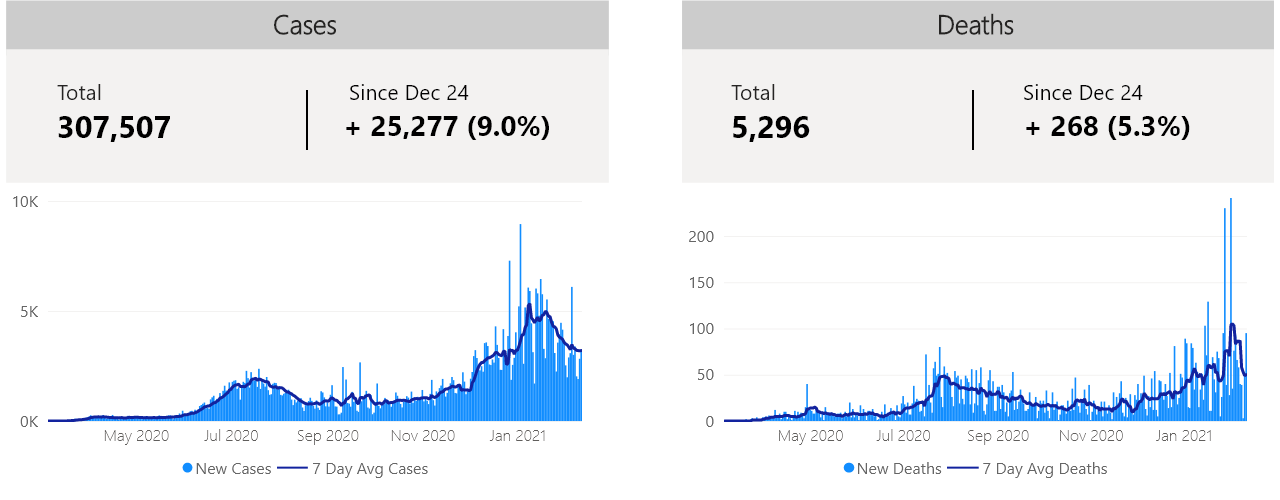 Cases
Total
307,507
Since Dec 24
+ 25,277 (9.0%)
10K
5K
0K
May 2020 Jul 2020 Sep 2020 Nov 2020 Jan 2021
New Cases 7 Day Avg Cases
Deaths
Total
5,296
Since Dec 24
+ 268 (5.3%)
200
150
100
50
0
May 2020 Jul 2020 Sep 2020 Nov 2020 Jan 2021
New Deaths 7 Day Avg Deaths